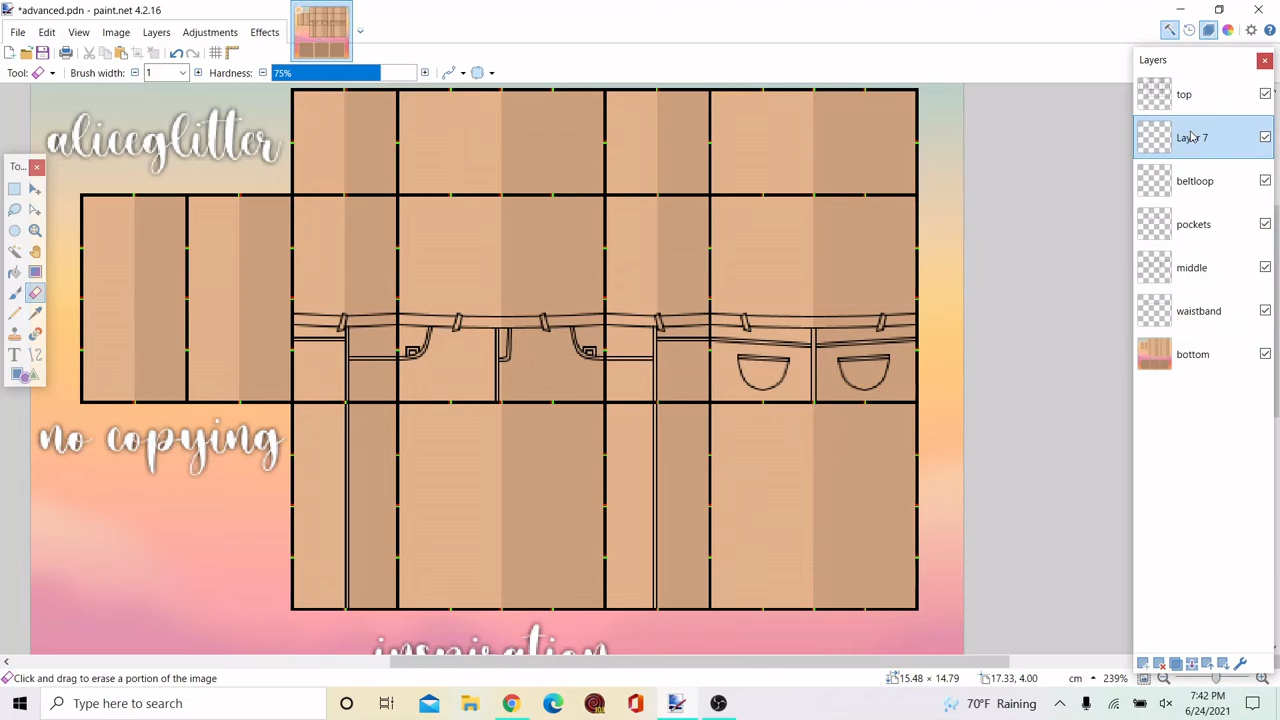 *advanced.pdn - paint.net 4.2.16
File Edit View Image Layers Adjustments Effects
Tool: Brush width: 1 Hardness: 75%
Layers
top
Layer 7
beltloop
pockets
middle
waistband
bottom
To...
aliceglitter
no copying
inspiration
Click and drag to erase a portion of the image
15.48 × 14.79
17.33, 4.00
cm
239%
Type here to search
70°F Raining
7:42 PM
6/24/2021